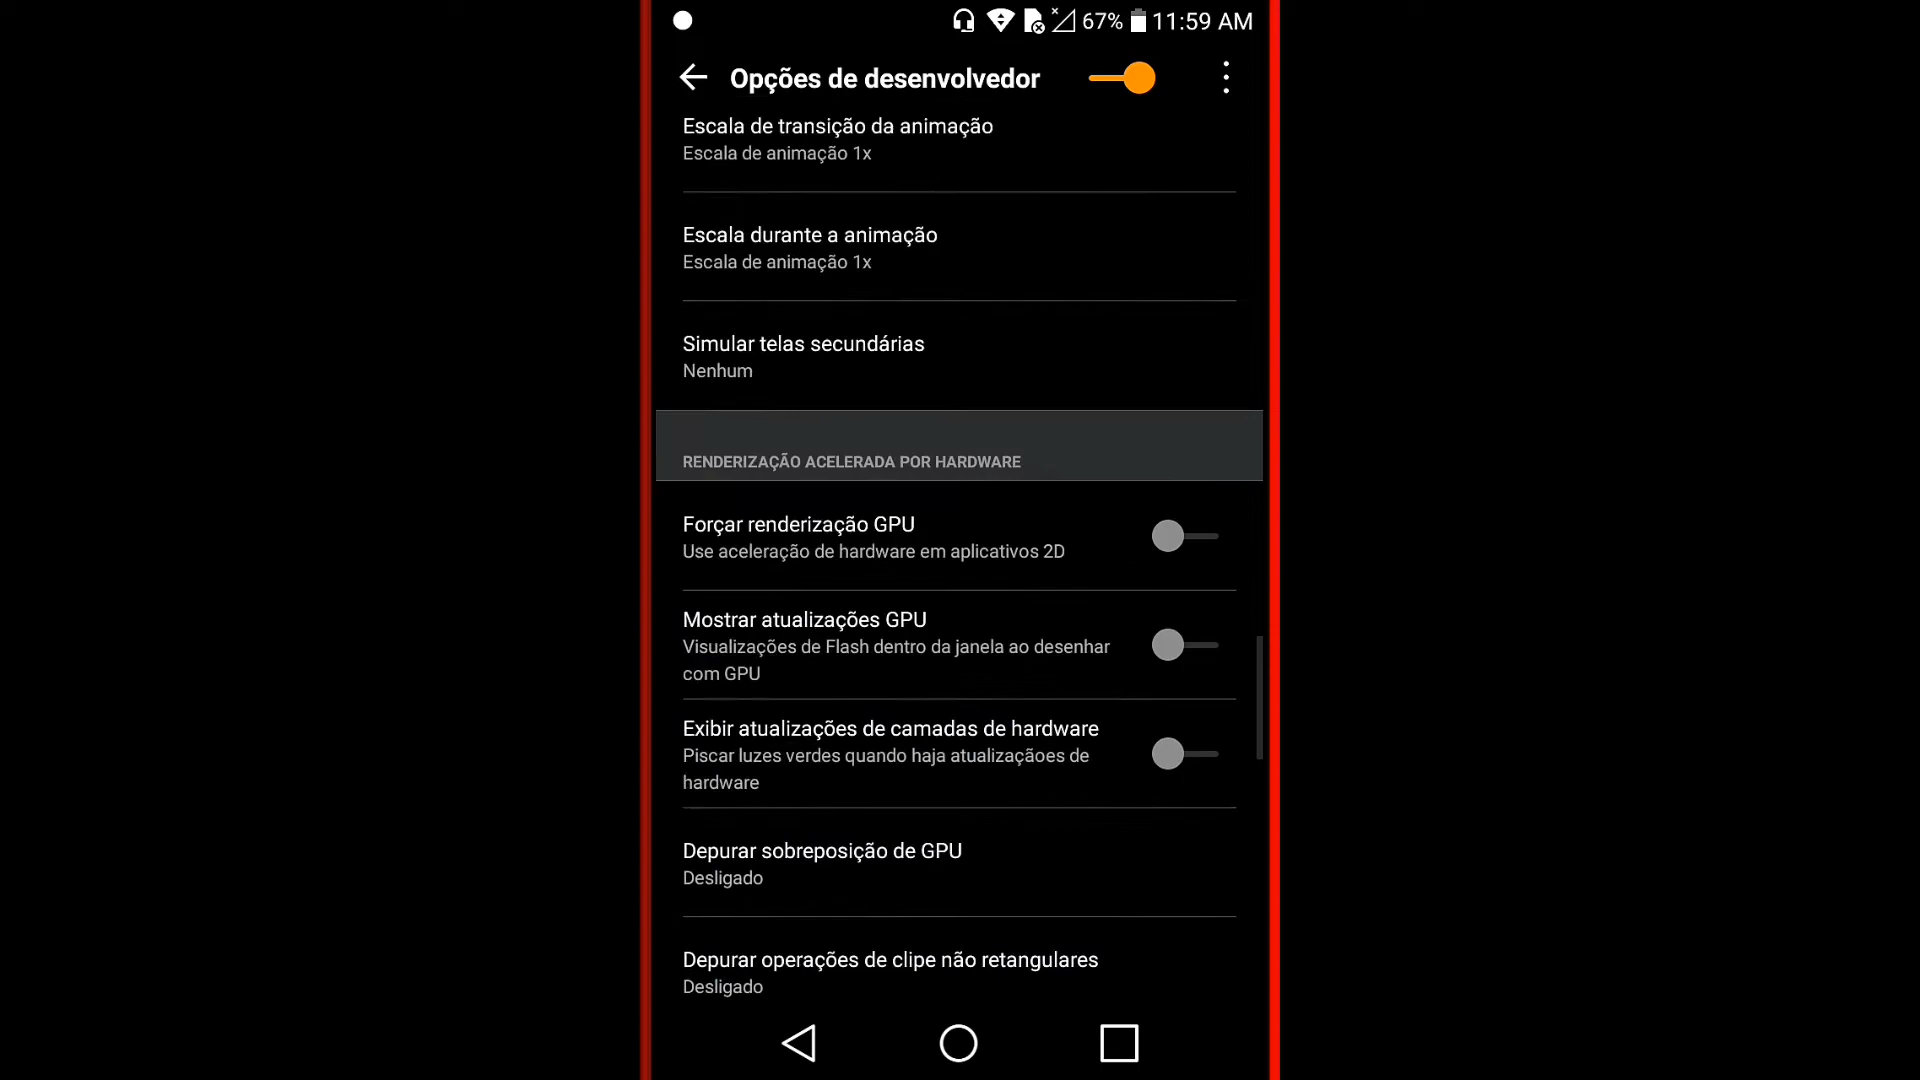 67% 11:59 AM
Opções de desenvolvedor
Escala de transição da animação
Escala de animação 1x
Escala durante a animação
Escala de animação 1x
Simular telas secundárias
Nenhum
RENDERIZAÇÃO ACELERADA POR HARDWARE
Forçar renderização GPU
Use aceleração de hardware em aplicativos 2D
Mostrar atualizações GPU
Visualizações de Flash dentro da janela ao desenhar
com GPU
Exibir atualizações de camadas de hardware
Piscar luzes verdes quando haja atualizaçãoes de
hardware
Depurar sobreposição de GPU
Desligado
Depurar operações de clipe não retangulares
Desligado